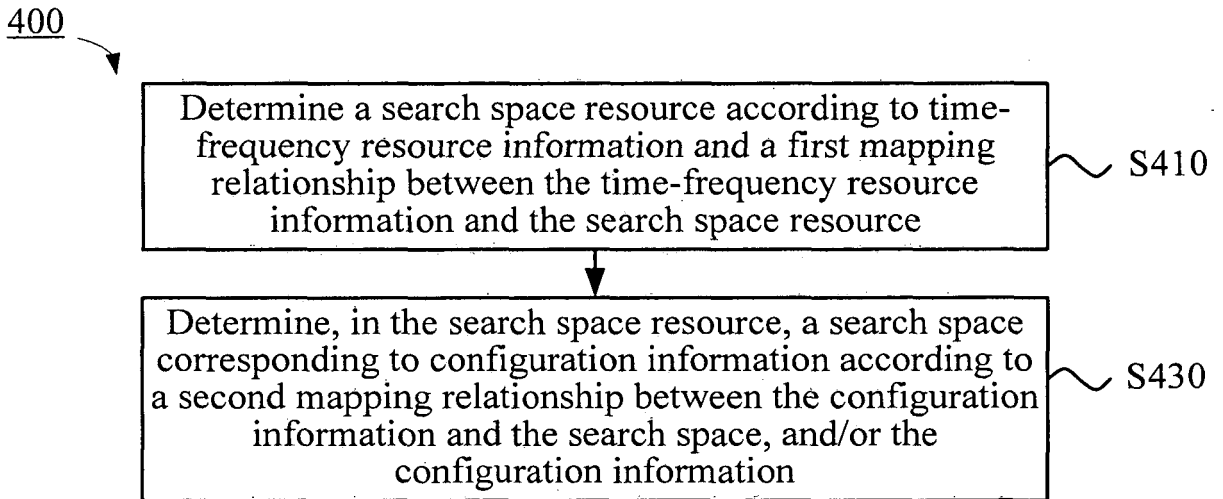 400
Determine a search space resource according to time-
frequency resource information and a first mapping
relationship between the time-frequency resource
information and the search space resource
S410
Determine, in the search space resource, a search space
corresponding to configuration information according to
a second mapping relationship between the configuration
information and the search space, and/or the
configuration information
S430